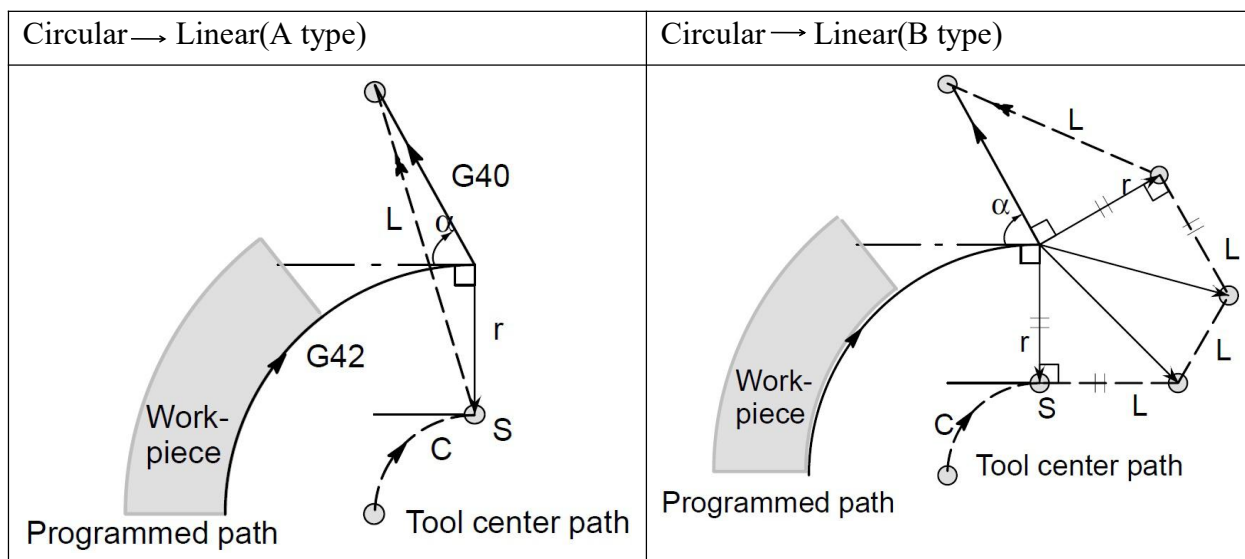 Circular → Linear(A type)
Circular → Linear(B type)
G40
L
α
r
G42
Work-
piece
S
C
Tool center path
Programmed path
L
r
α
L
L
r
S
L
C
Work-
piece
Tool center path
Programmed path